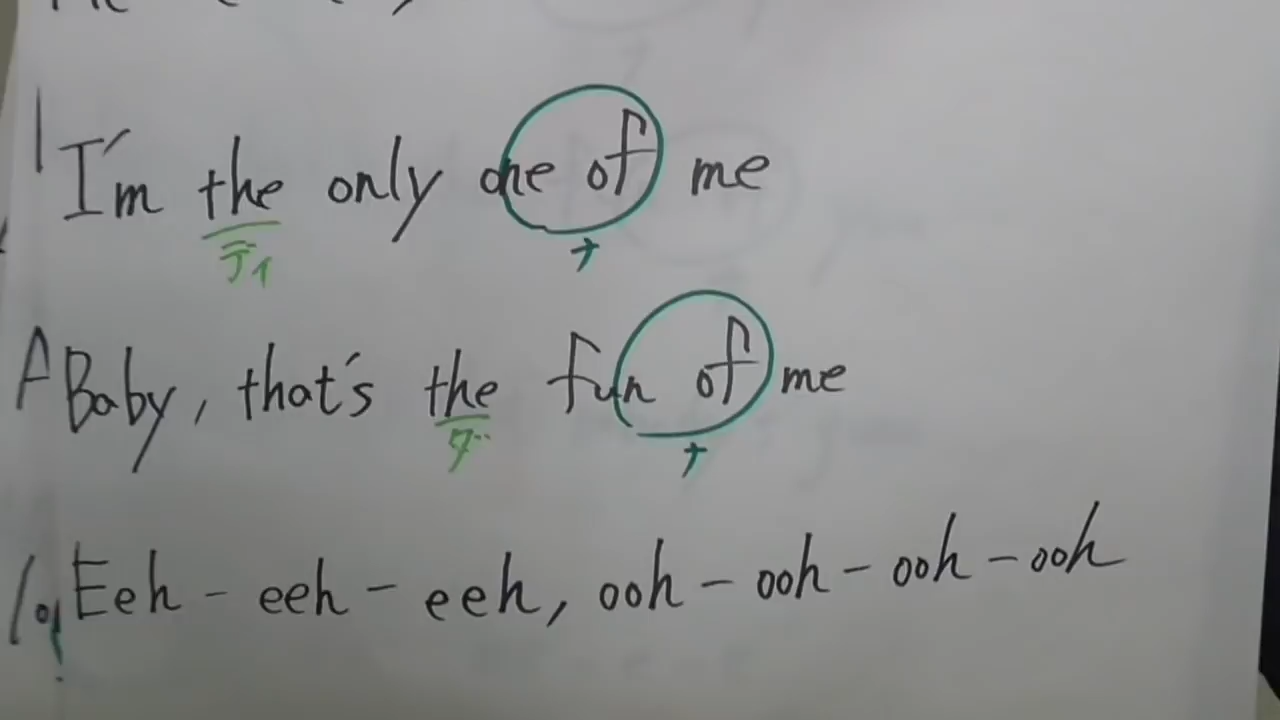 I'm the only one of me
ディ ナ
Baby, that's the fun of me
ダ ナ
Eeh - eeh - eeh, ooh - ooh - ooh - ooh